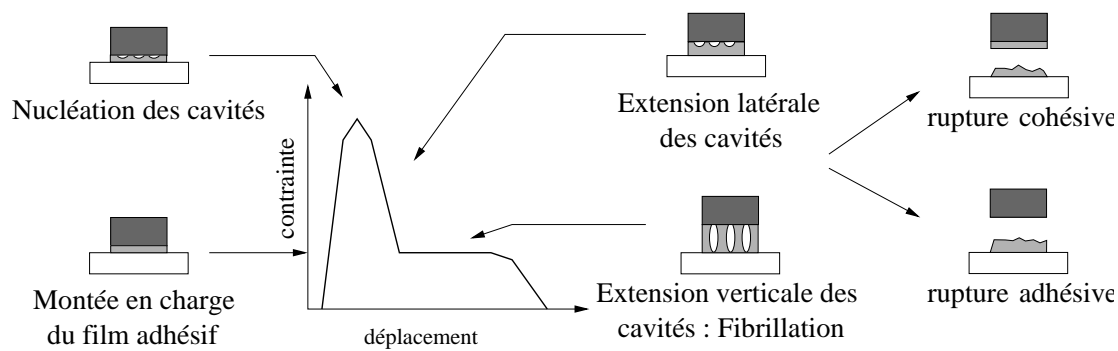 Nucléation des cavités
Montée en charge
du film adhésif
contrainte
déplacement
Extension latérale
des cavités
Extension verticale des
cavités : Fibrillation
rupture cohésive
rupture adhésive